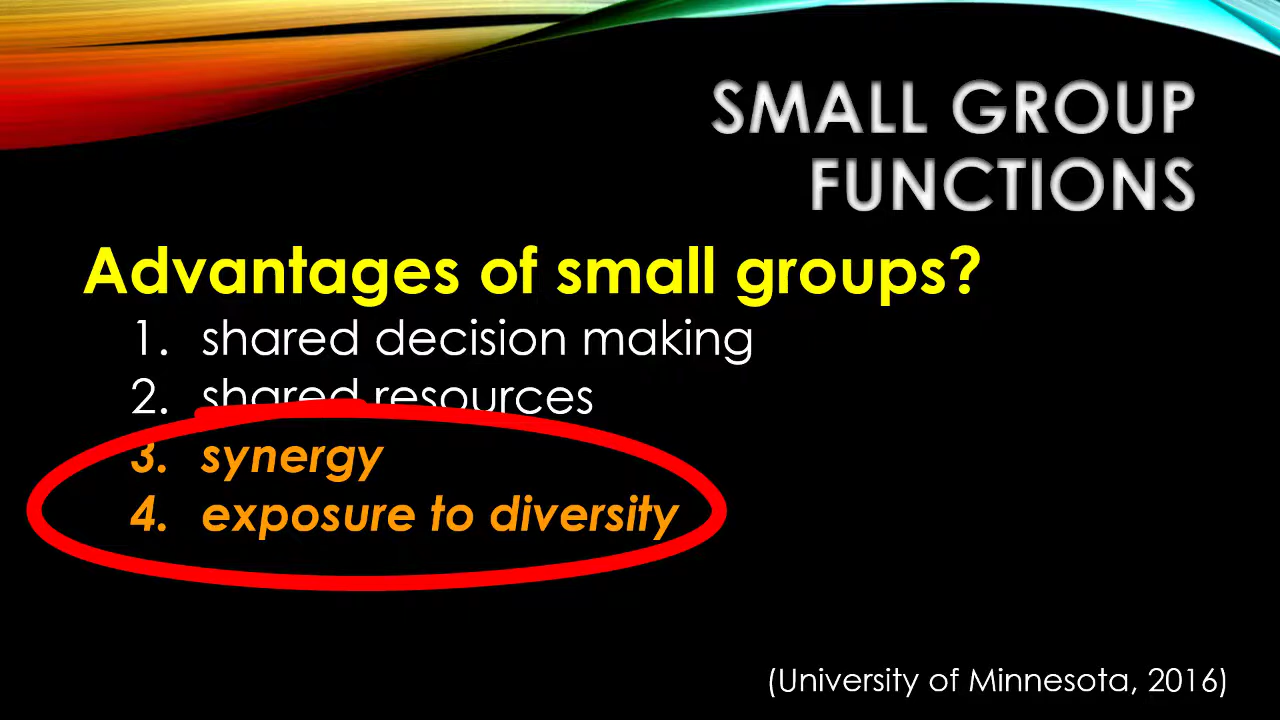 SMALL GROUP
FUNCTIONS
Advantages of small groups?
1. shared decision making
2. shared resources
3. synergy
4. exposure to diversity
(University of Minnesota, 2016)